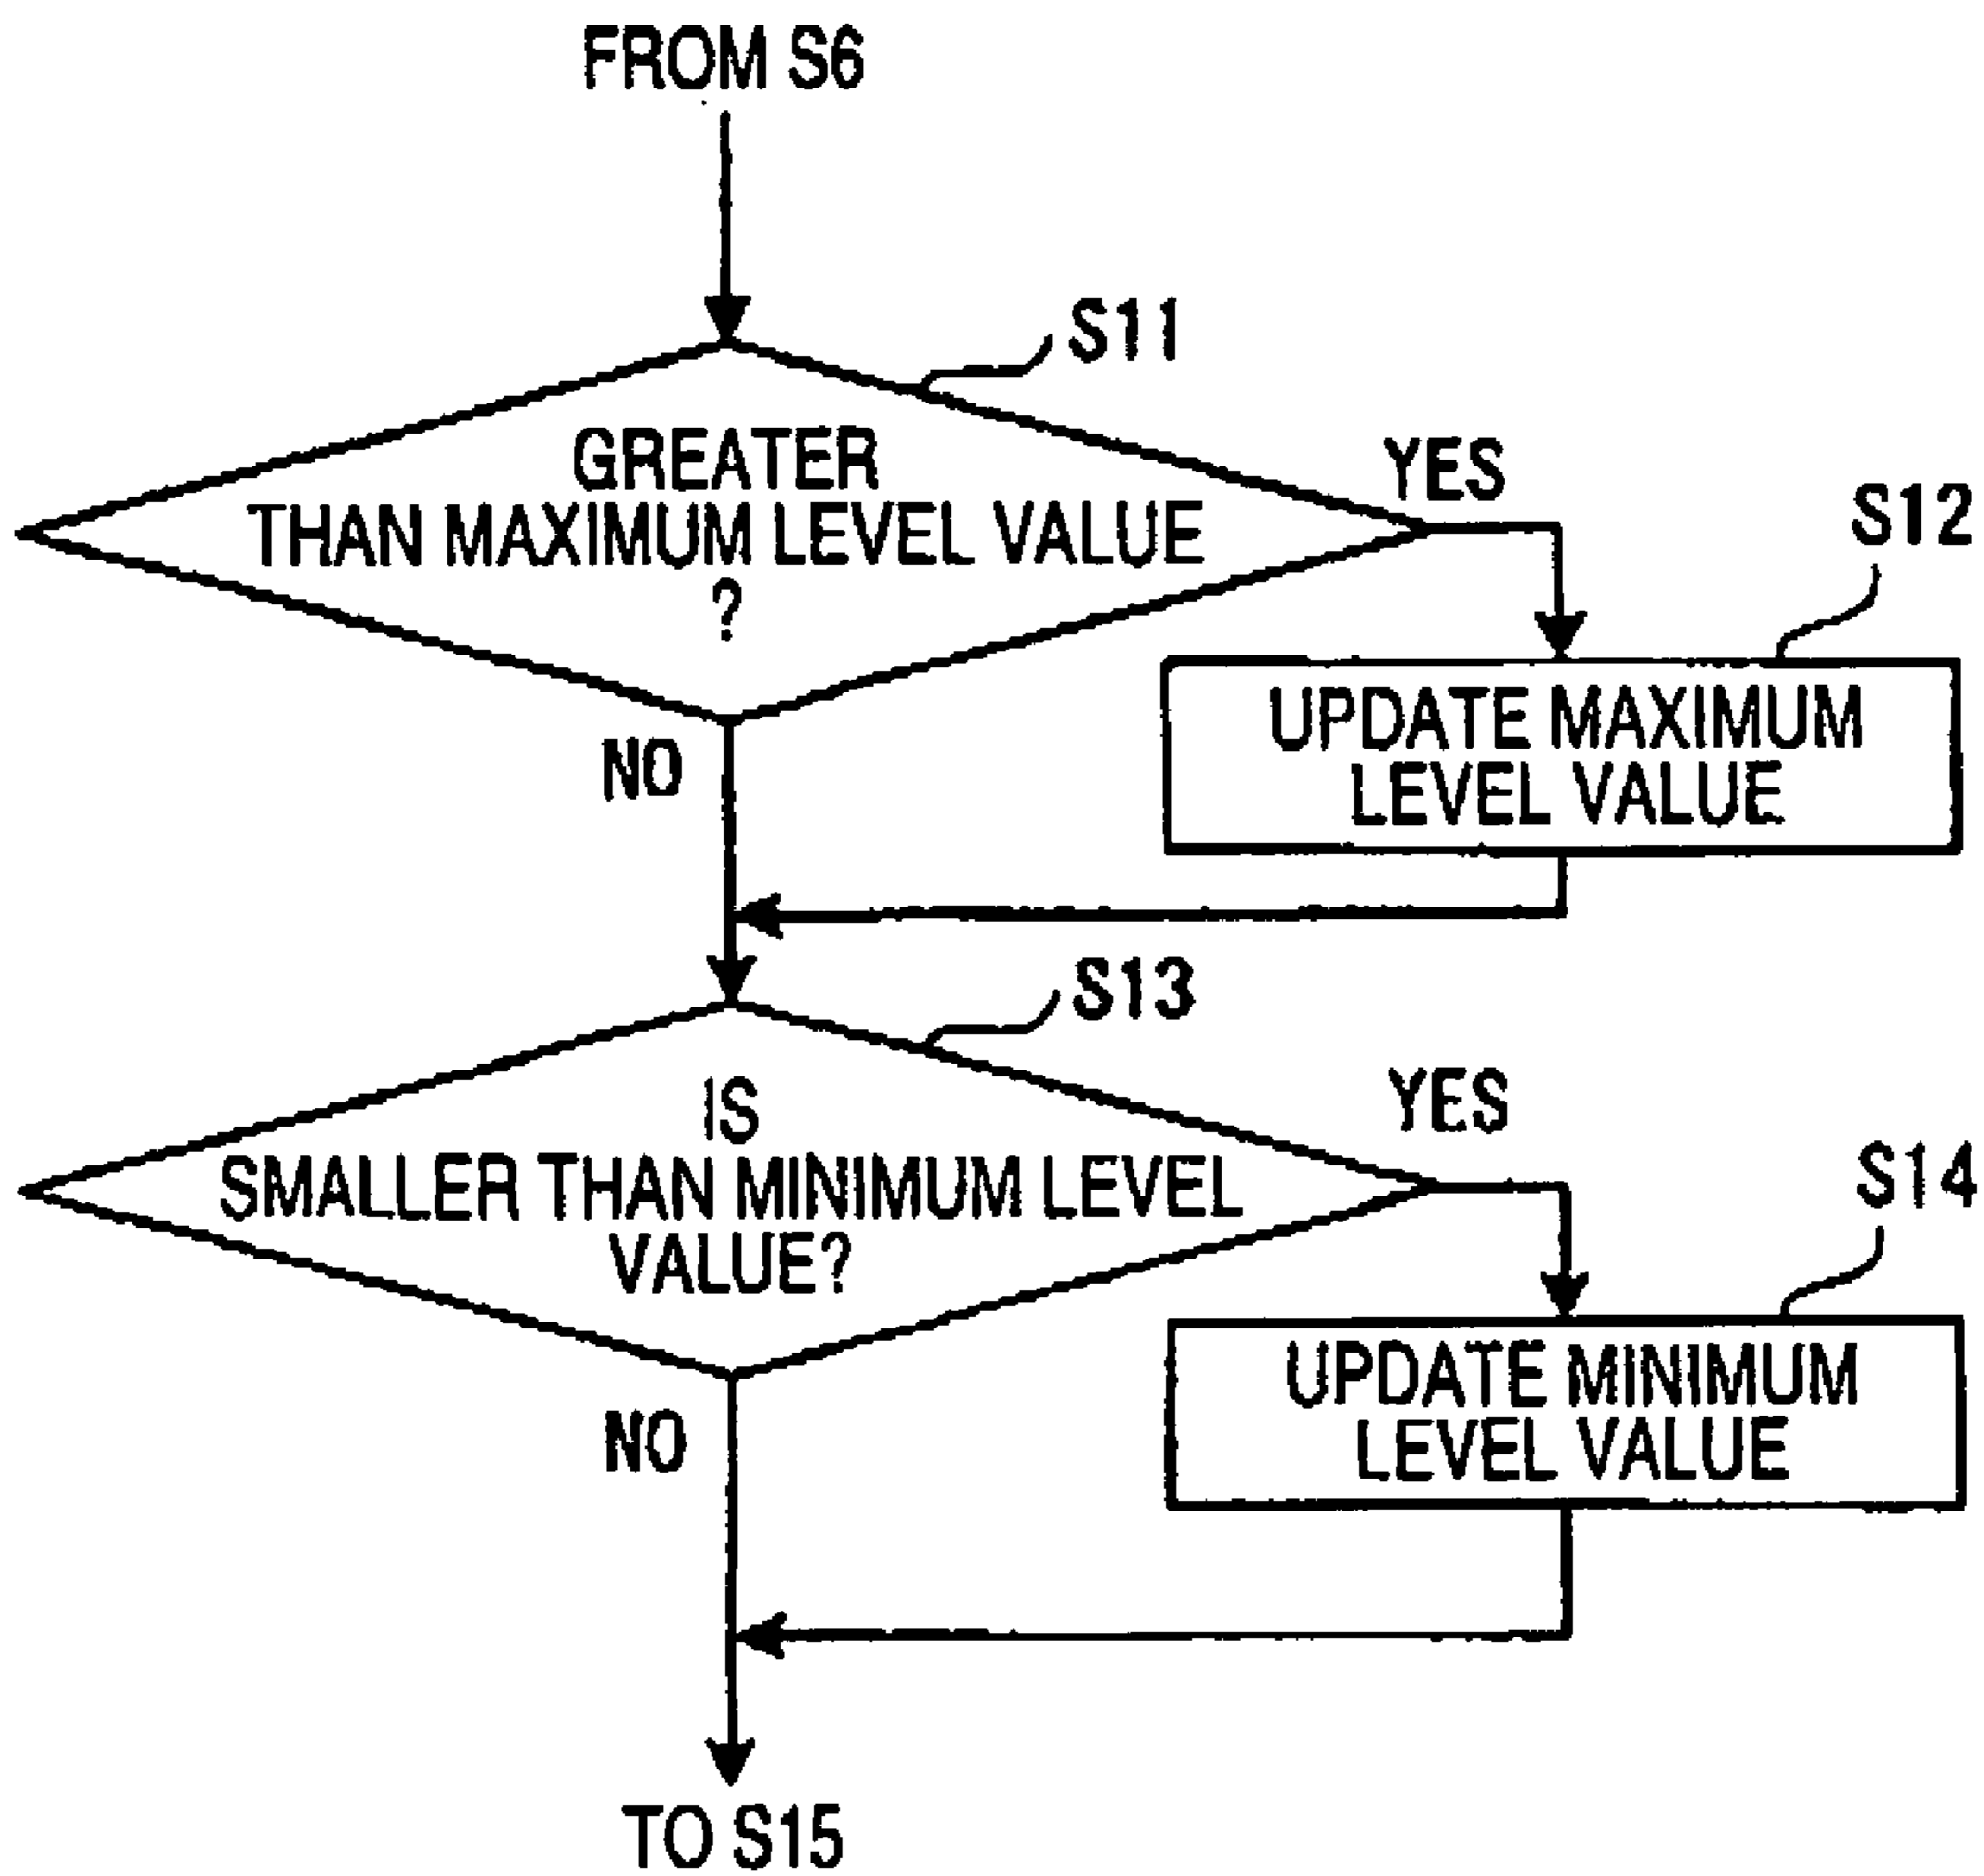 FROM S6
S11
GREATER
THAN MAXIMUM LEVEL VALUE
?
YES
S12
UPDATE MAXIMUM
LEVEL VALUE
NO
S13
IS
SMALLER THAN MINIMUM LEVEL
VALUE?
YES
S14
UPDATE MINIMUM
LEVEL VALUE
NO
TO S15